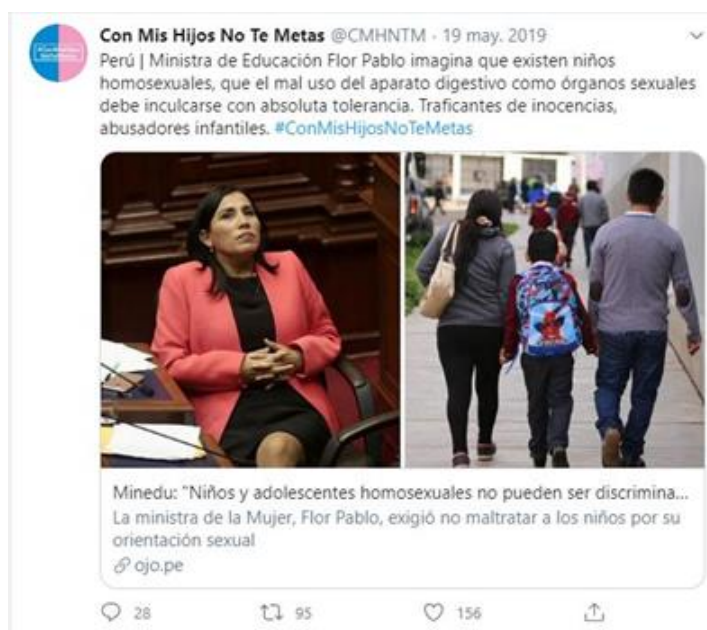 Con Mis Hijos No Te Metas @CMHNTM · 19 may. 2019
Perú | Ministra de Educación Flor Pablo imagina que existen niños
homosexuales, que el mal uso del aparato digestivo como órganos sexuales
debe inculcarse con absoluta tolerancia. Traficantes de inocencias,
abusadores infantiles. #ConMisHijosNoTeMetas
Minedu: "Niños y adolescentes homosexuales no pueden ser discrimina...
La ministra de la Mujer, Flor Pablo, exigió no maltratar a los niños por su
orientación sexual
ojo.pe
28 95 156